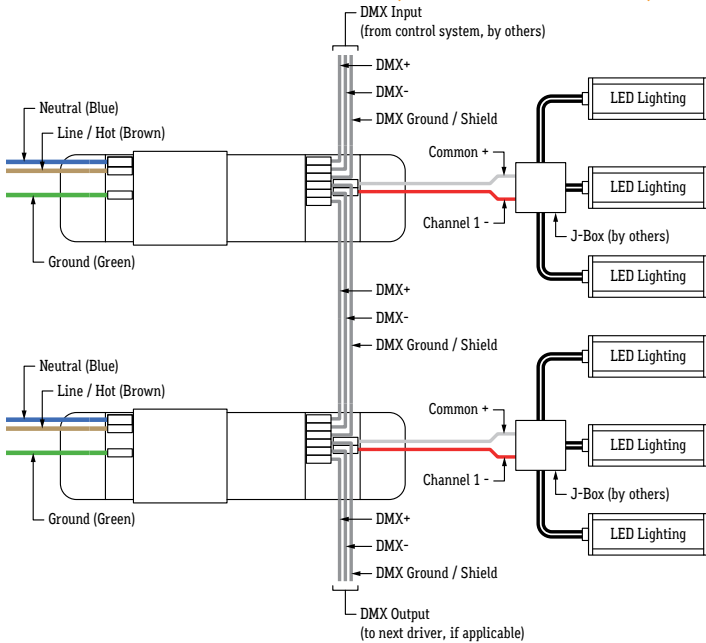 DMX Input
(from control system, by others)
DMX+
DMX-
DMX Ground / Shield
Neutral (Blue)
Line / Hot (Brown)
Ground (Green)
Common +
Channel 1 -
J-Box (by others)
LED Lighting
LED Lighting
LED Lighting
DMX+
DMX-
DMX Ground / Shield
Neutral (Blue)
Line / Hot (Brown)
Ground (Green)
Common +
Channel 1 -
J-Box (by others)
LED Lighting
LED Lighting
LED Lighting
DMX+
DMX-
DMX Ground / Shield
DMX Output
(to next driver, if applicable)